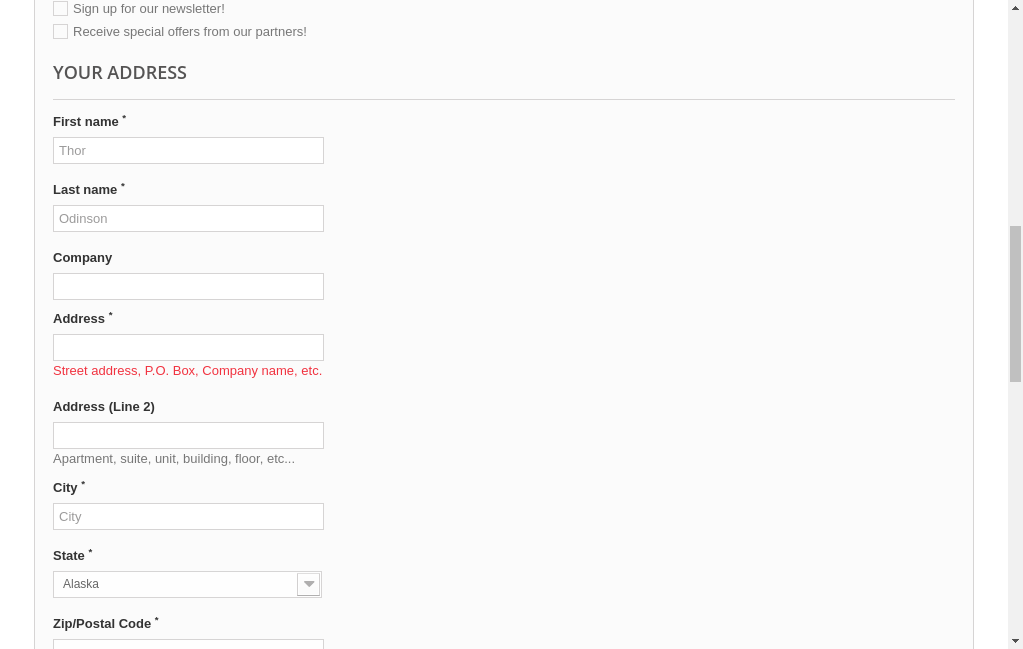 Sign up for our newsletter!
Receive special offers from our partners!
YOUR ADDRESS
First name *
Thor
Last name *
Odinson
Company
Address *
Street address, P.O. Box, Company name, etc.
Address (Line 2)
Apartment, suite, unit, building, floor, etc...
City *
City
State *
Alaska
Zip/Postal Code *